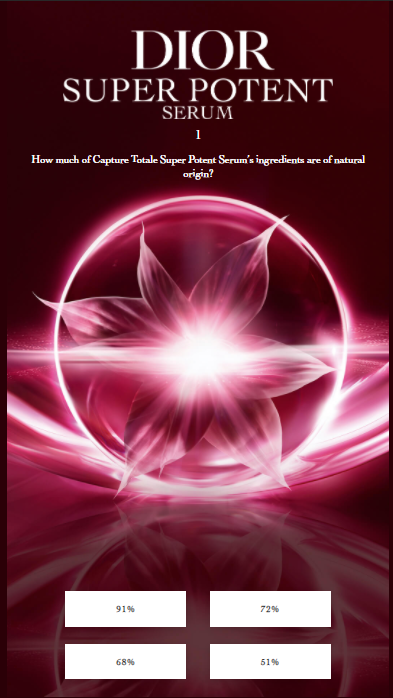 DIOR
SUPER POTENT
SERUM
1
How much of Capture Totale Super Potent Serum's ingredients are of natural
origin?
91%
72%
68%
51%